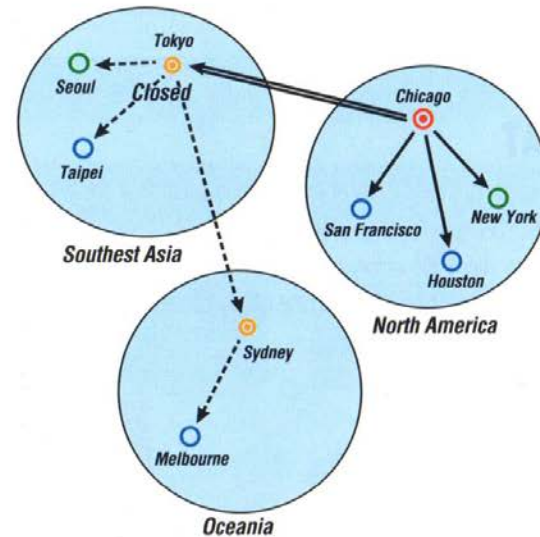 Tokyo
Seoul
Closed
Chicago
Taipei
San Francisco
New York
Southest Asia
Houston
North America
Sydney
Melbourne
Oceania